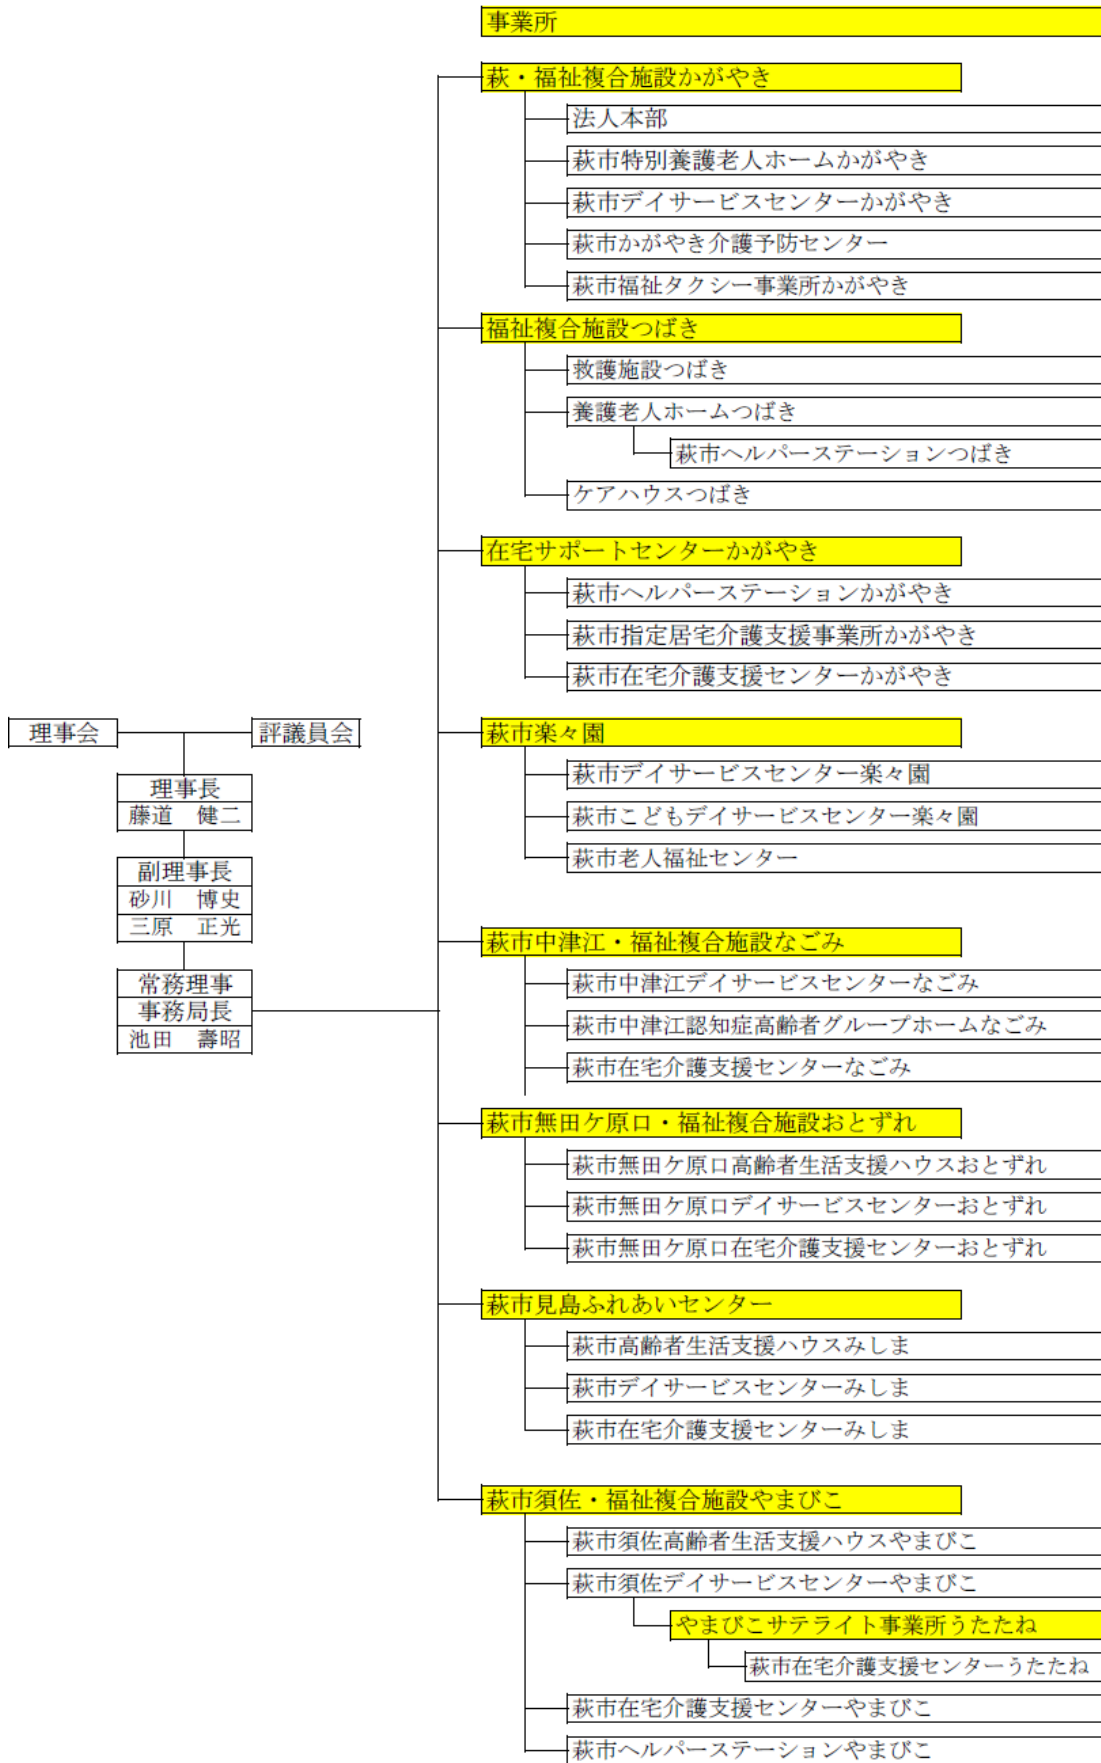 事業所
萩・福祉複合施設かがやき
法人本部
萩市特別養護老人ホームかがやき
萩市デイサービスセンターかがやき
萩市かがやき介護予防センター
萩市福祉タクシー事業所かがやき
福祉複合施設つばき
救護施設つばき
養護老人ホームつばき
萩市ヘルパーステーションつばき
ケアハウスつばき
在宅サポートセンターかがやき
萩市ヘルパーステーションかがやき
萩市指定居宅介護支援事業所かがやき
萩市在宅介護支援センターかがやき
理事会
評議員会
理事長
藤道　健二
副理事長
砂川　博史
三原　正光
常務理事
事務局長
池田　壽昭
萩市楽々園
萩市デイサービスセンター楽々園
萩市こどもデイサービスセンター楽々園
萩市老人福祉センター
萩市中津江・福祉複合施設なごみ
萩市中津江デイサービスセンターなごみ
萩市中津江認知症高齢者グループホームなごみ
萩市在宅介護支援センターなごみ
萩市無田ケ原口・福祉複合施設おとずれ
萩市無田ケ原口高齢者生活支援ハウスおとずれ
萩市無田ケ原口デイサービスセンターおとずれ
萩市無田ケ原口在宅介護支援センターおとずれ
萩市見島ふれあいセンター
萩市高齢者生活支援ハウスみしま
萩市デイサービスセンターみしま
萩市在宅介護支援センターみしま
萩市須佐・福祉複合施設やまびこ
萩市須佐高齢者生活支援ハウスやまびこ
萩市須佐デイサービスセンターやまびこ
やまびこサテライト事業所うたたね
萩市在宅介護支援センターうたたね
萩市在宅介護支援センターやまびこ
萩市ヘルパーステーションやまびこ